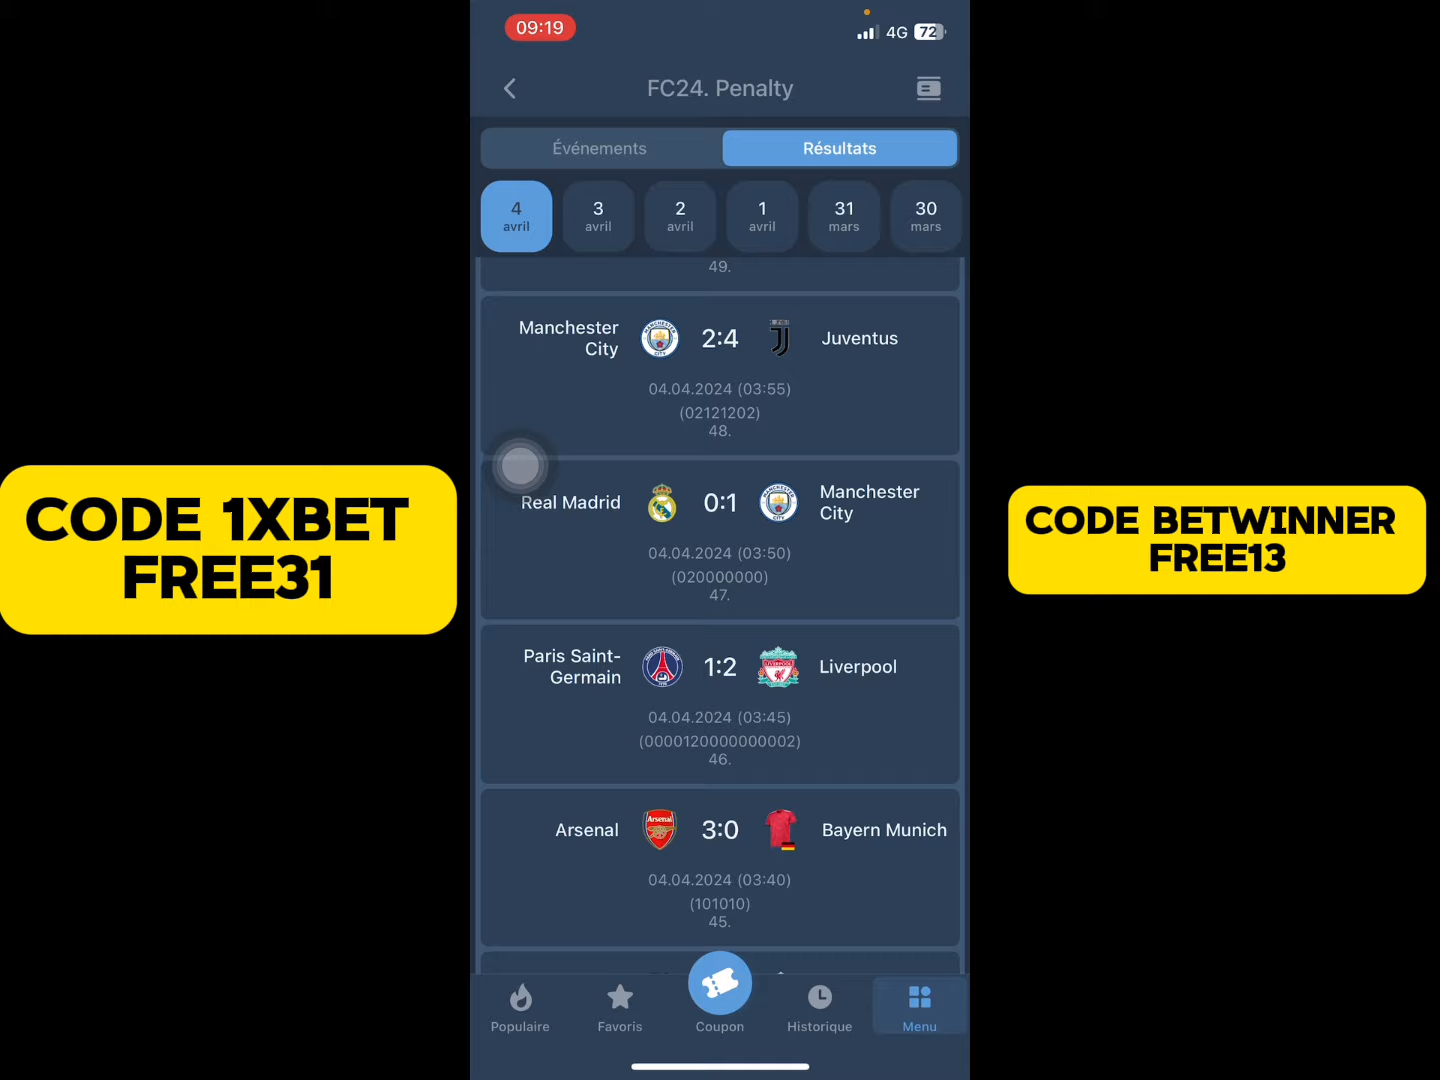 09:19
4G 72
FC24. Penalty
Événements
Résultats
4 avril
3 avril
2 avril
1 avril
31 mars
30 mars
49.
Manchester City 2:4 Juventus
04.04.2024 (03:55)
(02121202)
48.
Real Madrid 0:1 Manchester City
04.04.2024 (03:50)
(020000000)
47.
Paris Saint-Germain 1:2 Liverpool
04.04.2024 (03:45)
(0000120000000002)
46.
Arsenal 3:0 Bayern Munich
04.04.2024 (03:40)
(101010)
45.
Populaire
Favoris
Coupon
Historique
Menu
CODE 1XBET
FREE31
CODE BETWINNER
FREE13